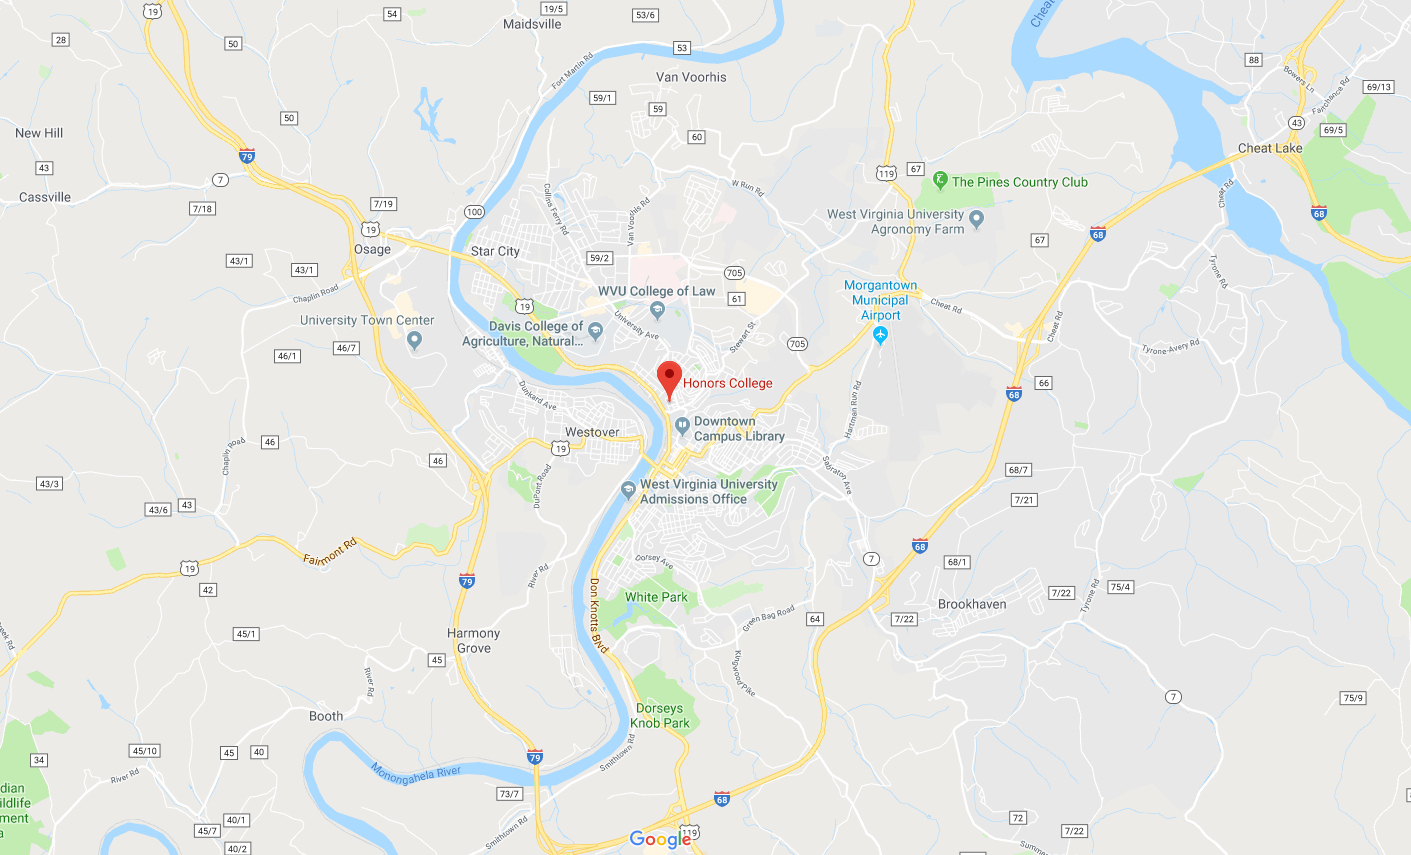 19
54
19/5
53/6
Maidsville
Cheat
28
50
53
Fort Martin Rd
Van Voorhis
88
Bowers Ln
Fairchance Rd
69/13
59/1
59
50
New Hill
60
43
69/5
Cheat Lake
79
43
7
119
67
The Pines Country Club
W Run Rd
Cassville
7/18
7/19
100
Collins Ferry Rd
Van Voorhis Rd
West Virginia University
Agronomy Farm
Cheat Rd
68
19
68
67
Osage
Star City
59/2
43/1
43/1
705
Tyrone Rd
Chaplin Road
WVU College of Law
61
Morgantown
Municipal
Airport
Cheat Rd
19
University Town Center
Davis College of
Agriculture, Natural...
University Ave
Stewart St
705
Cheat Rd
Tyrone-Avery Rd
46/1
46/7
Honors College
66
68
Dunkard Ave
Hartman Run Rd
Downtown
Campus Library
Westover
19
46
Chaplin Road
46
DuPont Road
Sabraton Ave
68/7
43/3
43/6
43
West Virginia University
Admissions Office
7/21
Fairmont Rd
68
7
Dorsey Ave
68/1
19
42
79
River Rd
Don Knotts Blvd
White Park
Brookhaven
7/22
75/4
Tyrone Rd
Green Bag Road
64
7/22
45/1
Harmony
Grove
45
River Rd
Kingwood Pike
7
75/9
Booth
Dorseys
Knob Park
45/10
45
40
34
79
Smithtown Rd
River Rd
Monongahela River
dian
ildlife
ment
a
73/7
68
40/1
45/7
40/2
Smithtown Rd
Google
119
72
7/22